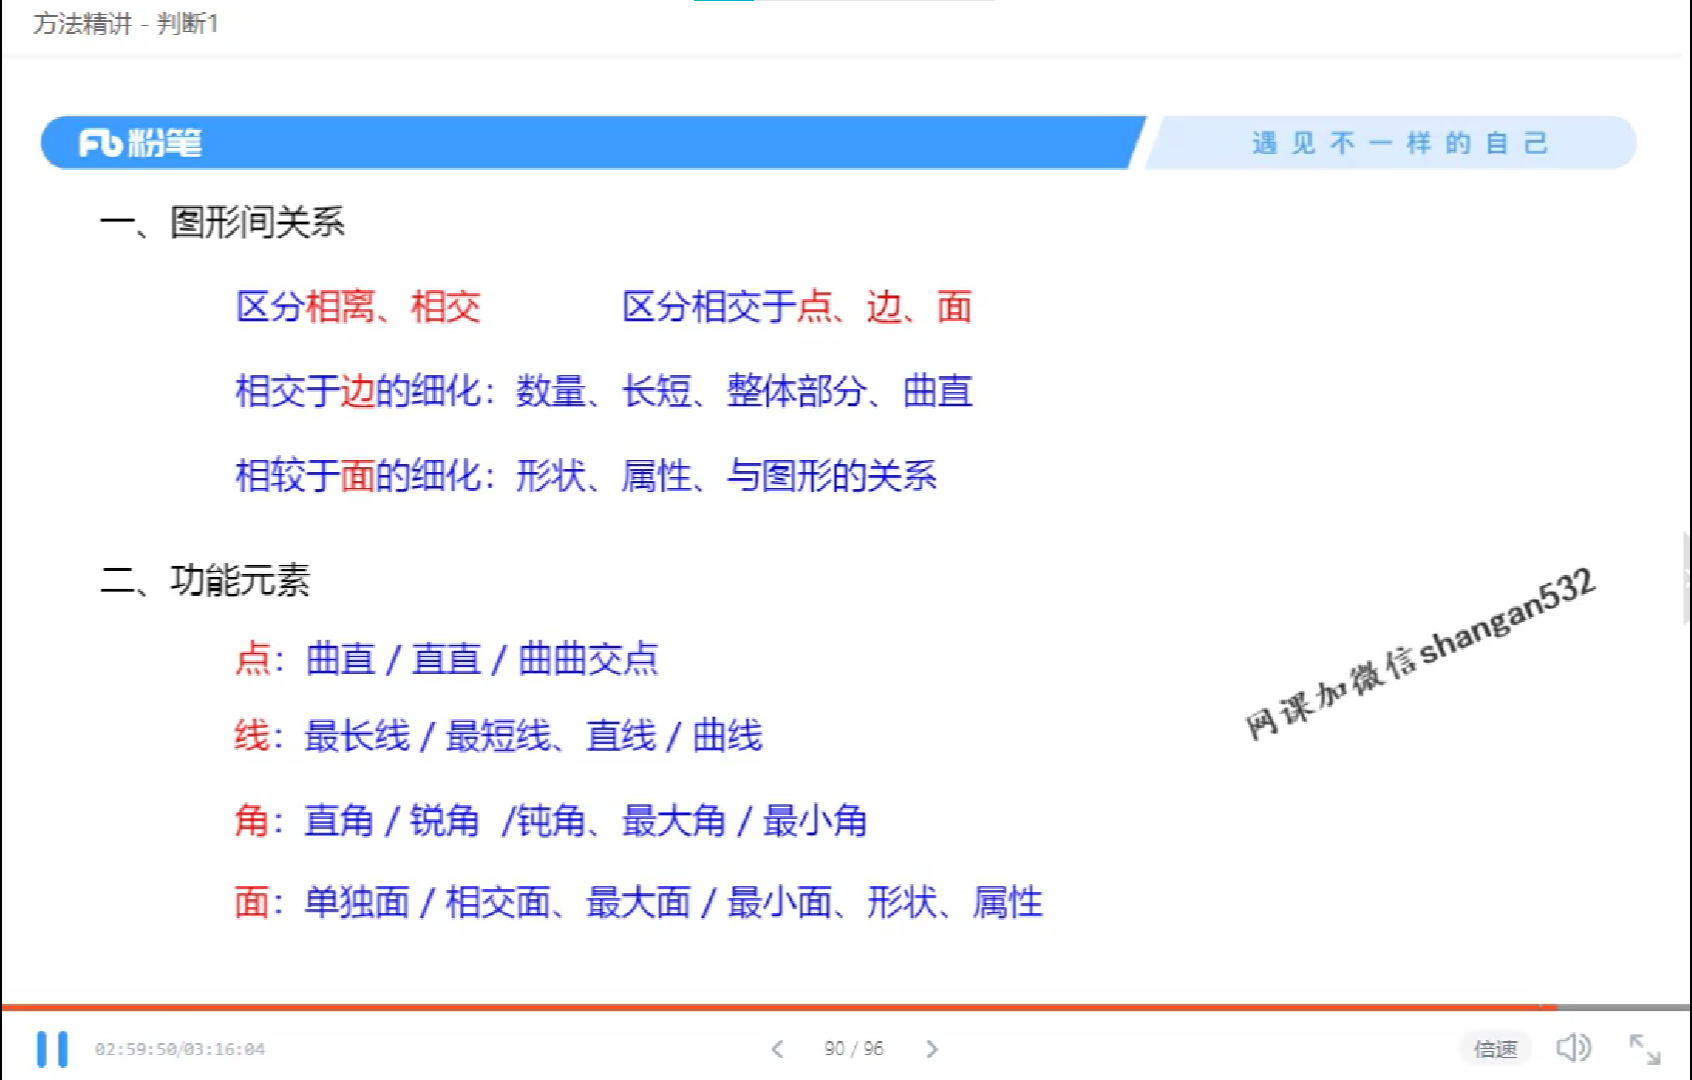 方法精讲 - 判断1
粉笔
遇见不一样的自己
一、图形间关系
区分相离、相交 区分相交于点、边、面
相交于边的细化：数量、长短、整体部分、曲直
相较于面的细化：形状、属性、与图形的关系
二、功能元素
点：曲直 / 直直 / 曲曲交点
线：最长线 / 最短线、直线 / 曲线
角：直角 / 锐角 /钝角、最大角 / 最小角
面：单独面 / 相交面、最大面 / 最小面、形状、属性
网课加微信shangan532
02:59:50/03:16:04
90 / 96
倍速